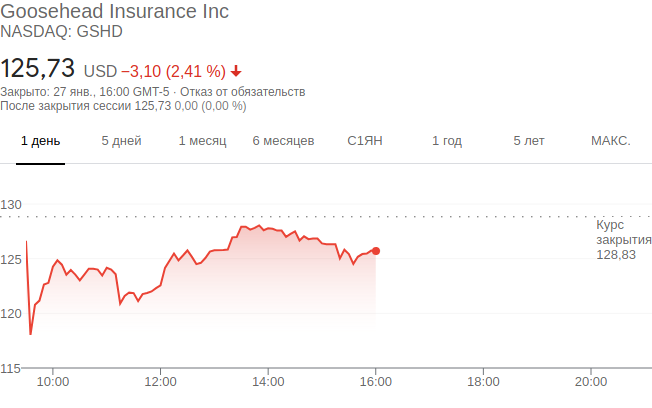 Goosehead Insurance Inc
NASDAQ: GSHD
125,73 USD −3,10 (2,41 %)
Закрыто: 27 янв., 16:00 GMT-5 · Отказ от обязательств
После закрытия сессии 125,73 0,00 (0,00 %)
1 день 5 дней 1 месяц 6 месяцев С1ЯН 1 год 5 лет МАКС.
130
Курс
закрытия
128,83
125
120
115
10:00 12:00 14:00 16:00 18:00 20:00